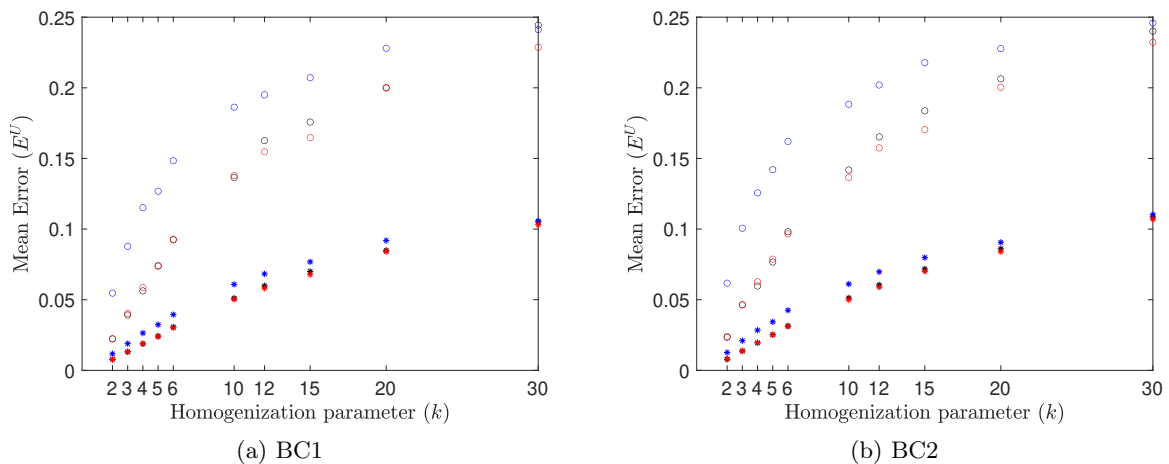 0.25
0.2
0.15
0.1
0.05
0
Mean Error (E^U)
2 3 4 5 6 10 12 15 20 30
Homogenization parameter (k)
(a) BC1
0.25
0.2
0.15
0.1
0.05
0
Mean Error (E^U)
2 3 4 5 6 10 12 15 20 30
Homogenization parameter (k)
(b) BC2